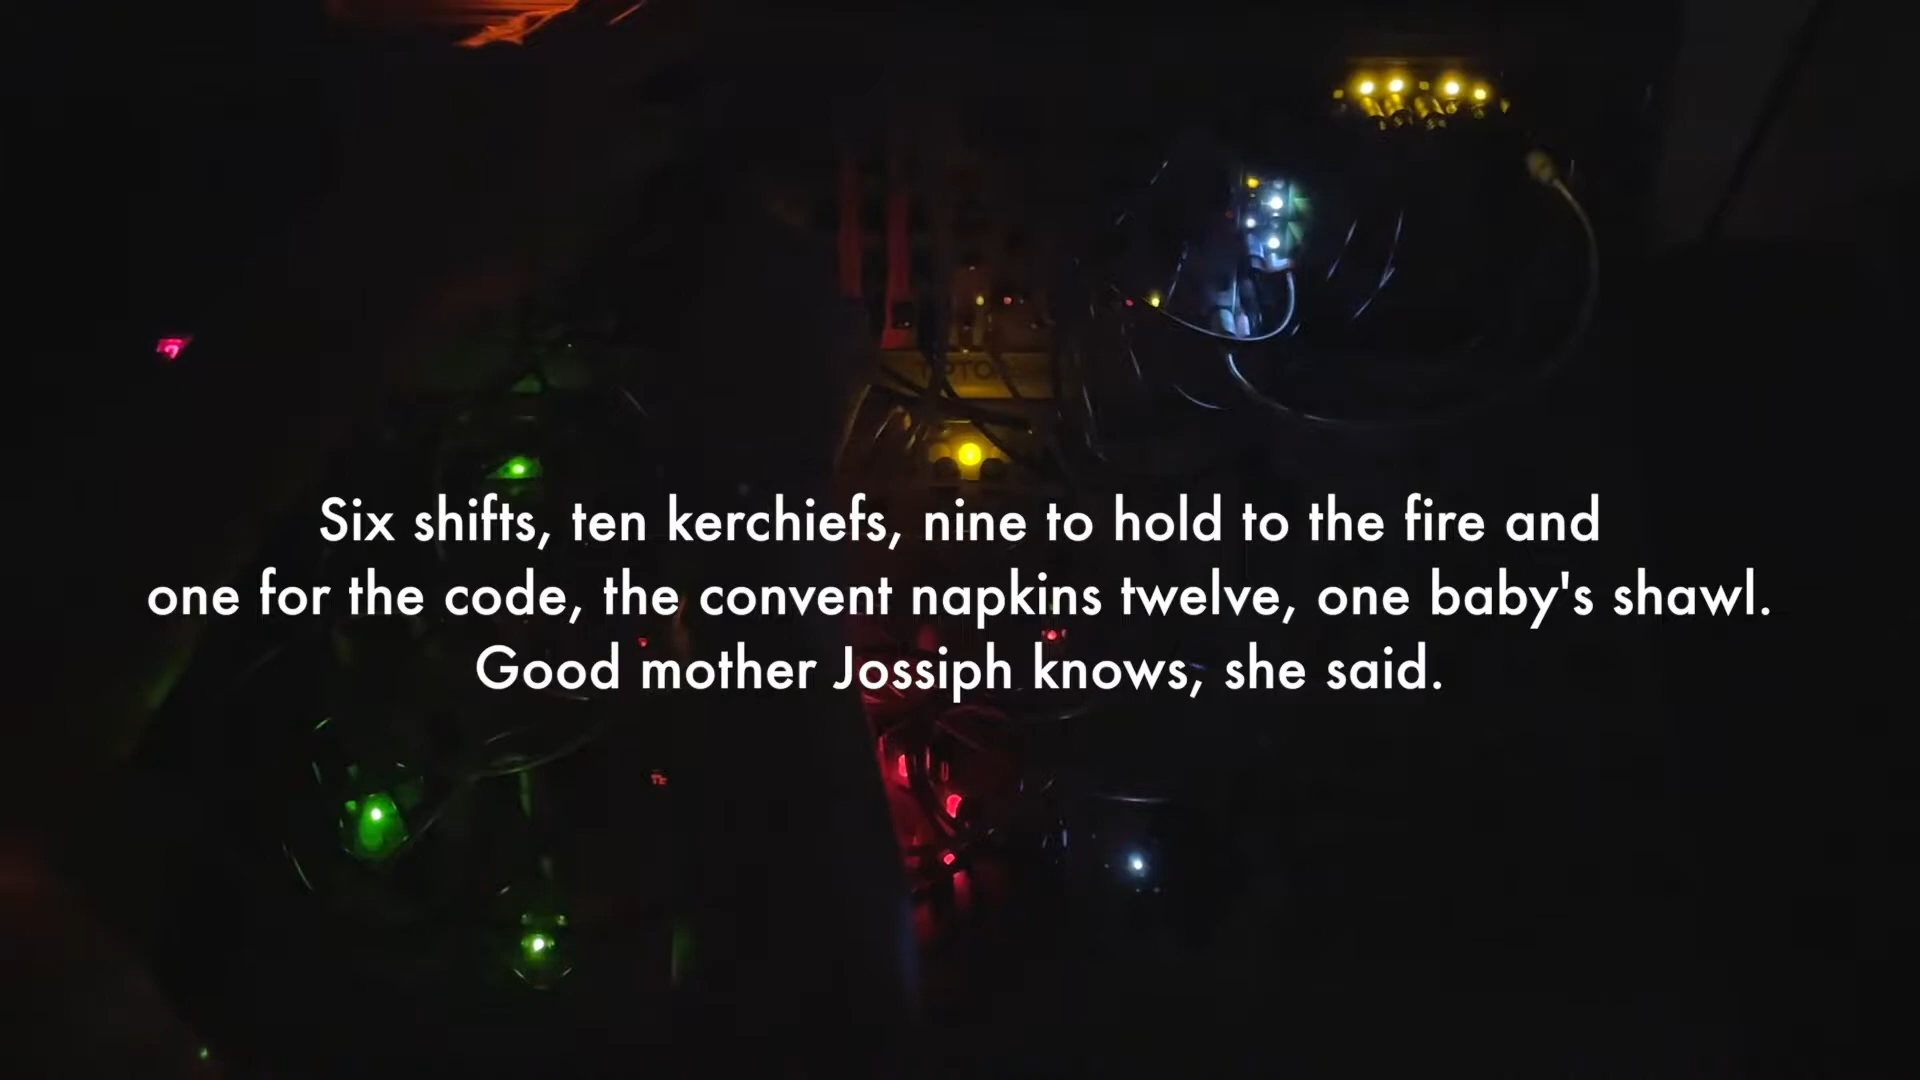 Six shifts, ten kerchiefs, nine to hold to the fire and
one for the code, the convent napkins twelve, one baby's shawl.
Good mother Jossiph knows, she said.